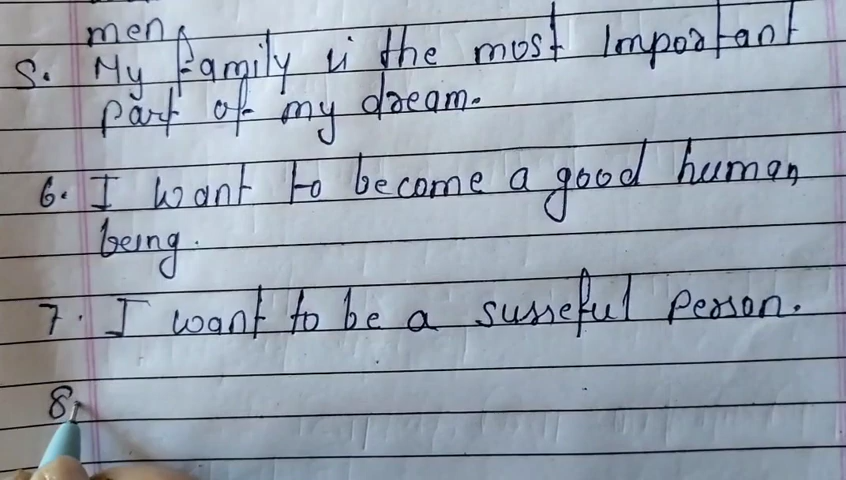 men
5. My family is the most Important
part of my dream.
6. I want to become a good human
being.
7. I want to be a susseful person.
8.